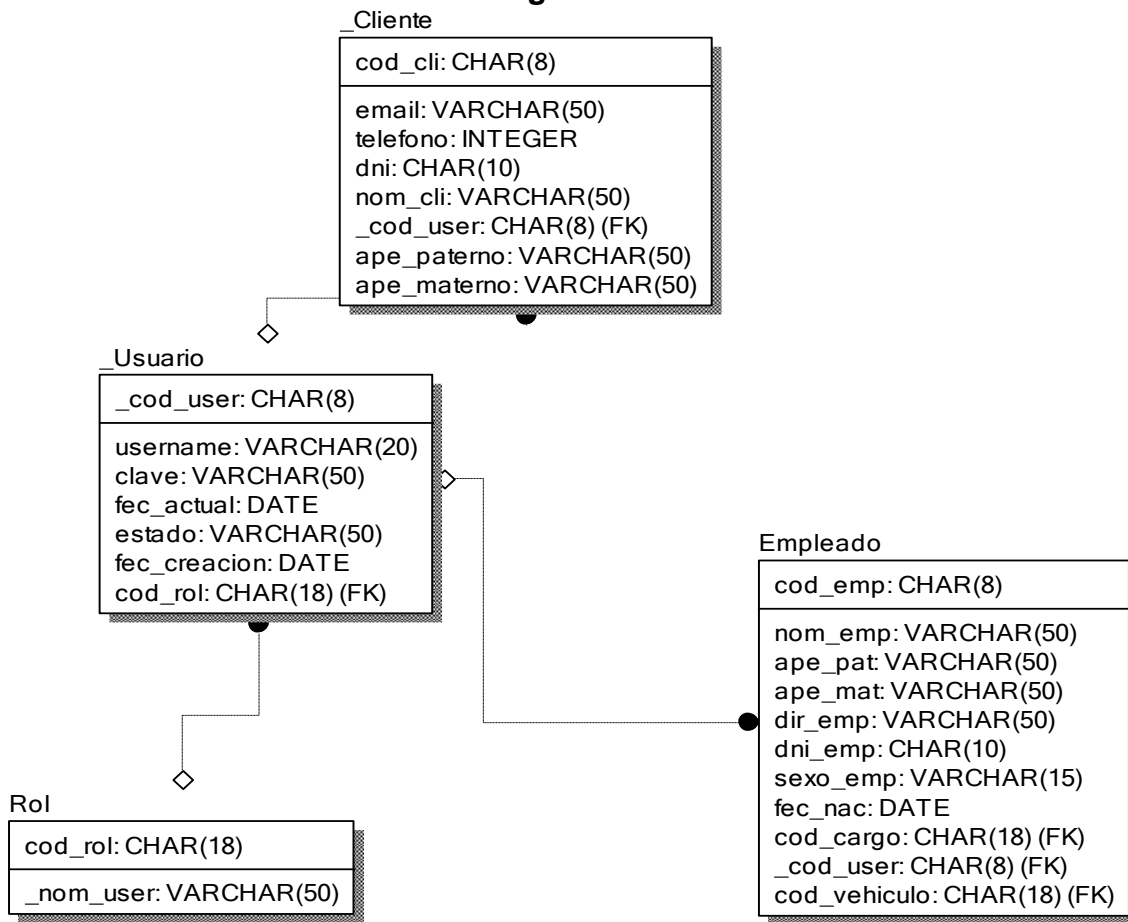 _Cliente
cod_cli: CHAR(8)
email: VARCHAR(50)
telefono: INTEGER
dni: CHAR(10)
nom_cli: VARCHAR(50)
_cod_user: CHAR(8) (FK)
ape_paterno: VARCHAR(50)
ape_materno: VARCHAR(50)
_Usuario
_cod_user: CHAR(8)
username: VARCHAR(20)
clave: VARCHAR(50)
fec_actual: DATE
estado: VARCHAR(50)
fec_creacion: DATE
cod_rol: CHAR(18) (FK)
Empleado
cod_emp: CHAR(8)
nom_emp: VARCHAR(50)
ape_pat: VARCHAR(50)
ape_mat: VARCHAR(50)
dir_emp: VARCHAR(50)
dni_emp: CHAR(10)
sexo_emp: VARCHAR(15)
fec_nac: DATE
cod_cargo: CHAR(18) (FK)
_cod_user: CHAR(8) (FK)
cod_vehiculo: CHAR(18) (FK)
Rol
cod_rol: CHAR(18)
_nom_user: VARCHAR(50)